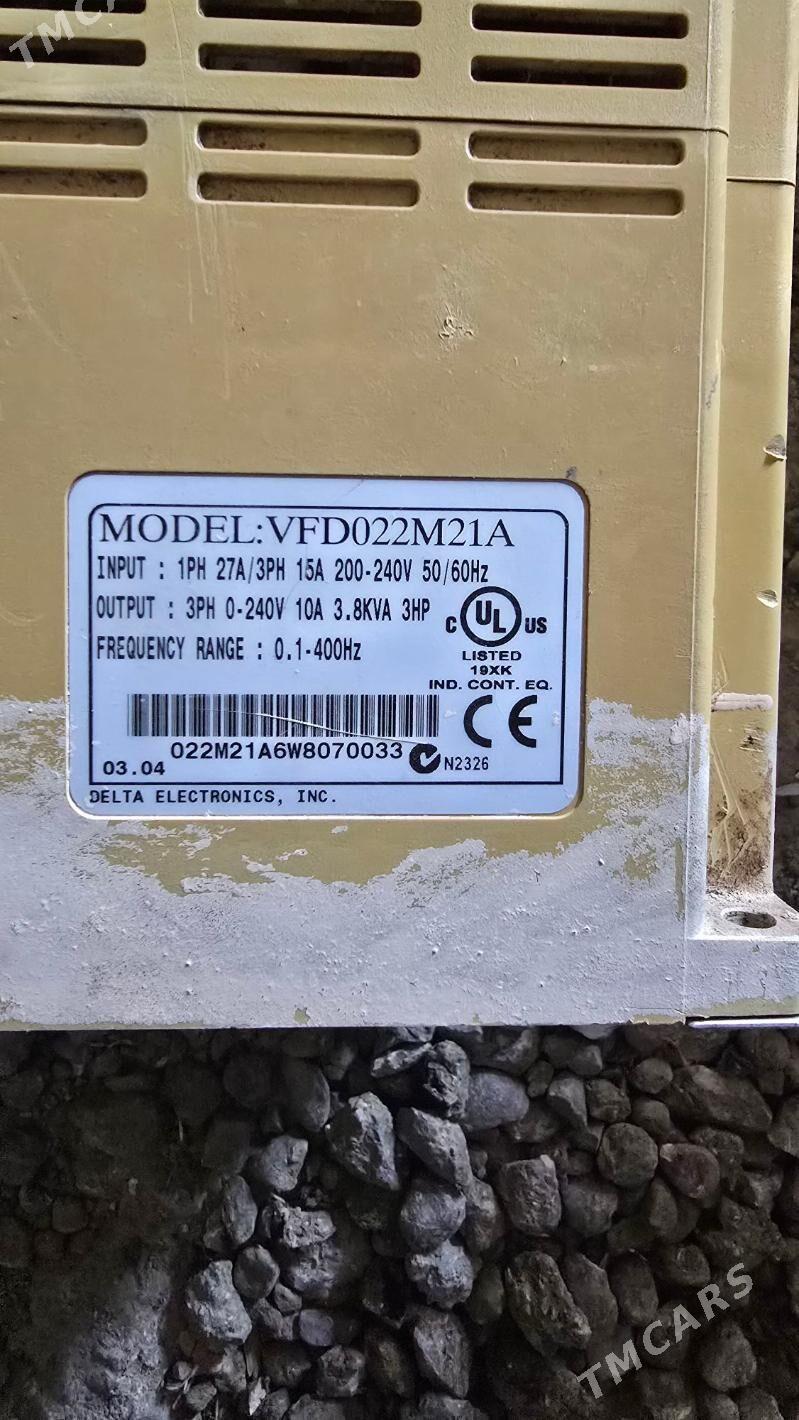 TMCARS
MODEL:VFD022M21A
INPUT : 1PH 27A/3PH 15A 200-240V 50/60Hz
OUTPUT : 3PH 0-240V 10A 3.8KVA 3HP
FREQUENCY RANGE : 0.1-400Hz
C UL US
LISTED
19XK
IND. CONT. EQ.
CE
022M21A6W8070033
N2326
03.04
DELTA ELECTRONICS, INC.
TMCARS